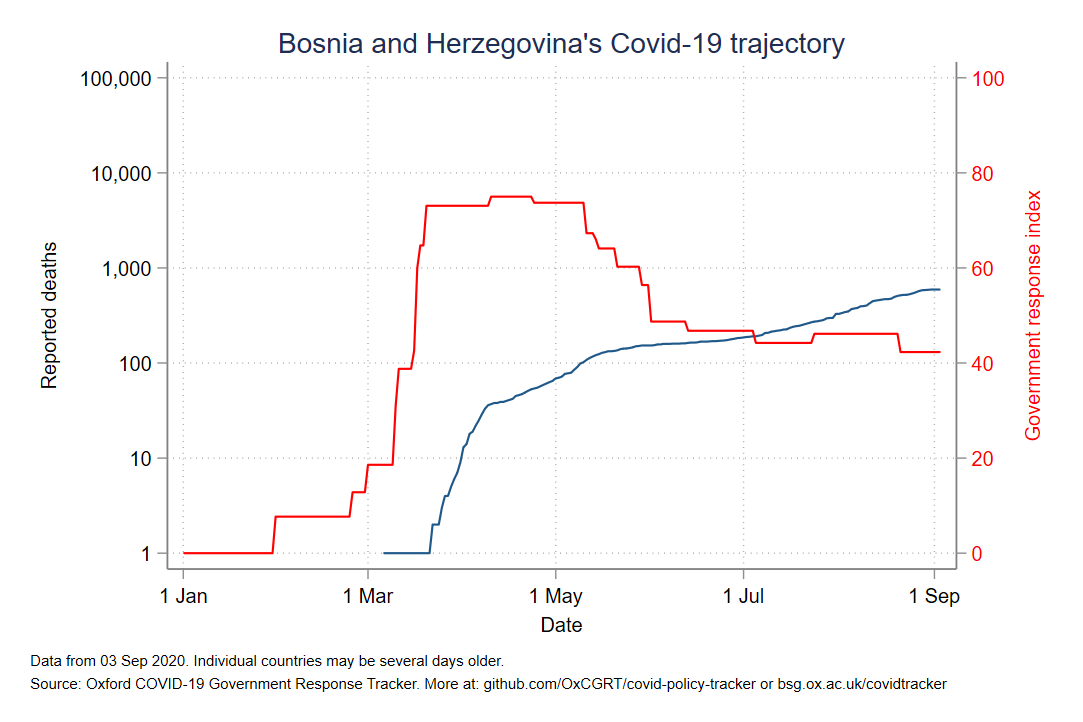 Bosnia and Herzegovina's Covid-19 trajectory
100,000
10,000
1,000
100
10
1
Reported deaths
100
80
60
40
20
0
Government response index
1 Jan
1 Mar
1 May
1 Jul
1 Sep
Date
Data from 03 Sep 2020. Individual countries may be several days older.
Source: Oxford COVID-19 Government Response Tracker. More at: github.com/OxCGRT/covid-policy-tracker or bsg.ox.ac.uk/covidtracker